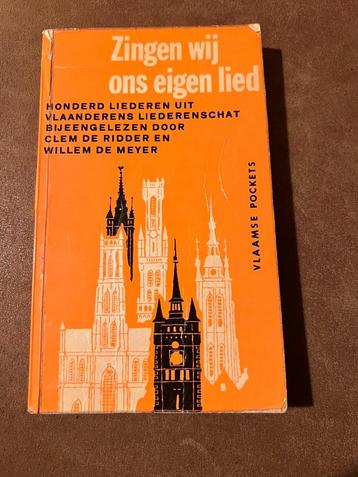 Zingen wij
ons eigen lied
HONDERD LIEDEREN UIT
VLAANDERENS LIEDERENSCHAT
BIJEENGELEZEN DOOR
CLEM DE RIDDER EN
WILLEM DE MEYER
VLAAMSE POCKETS